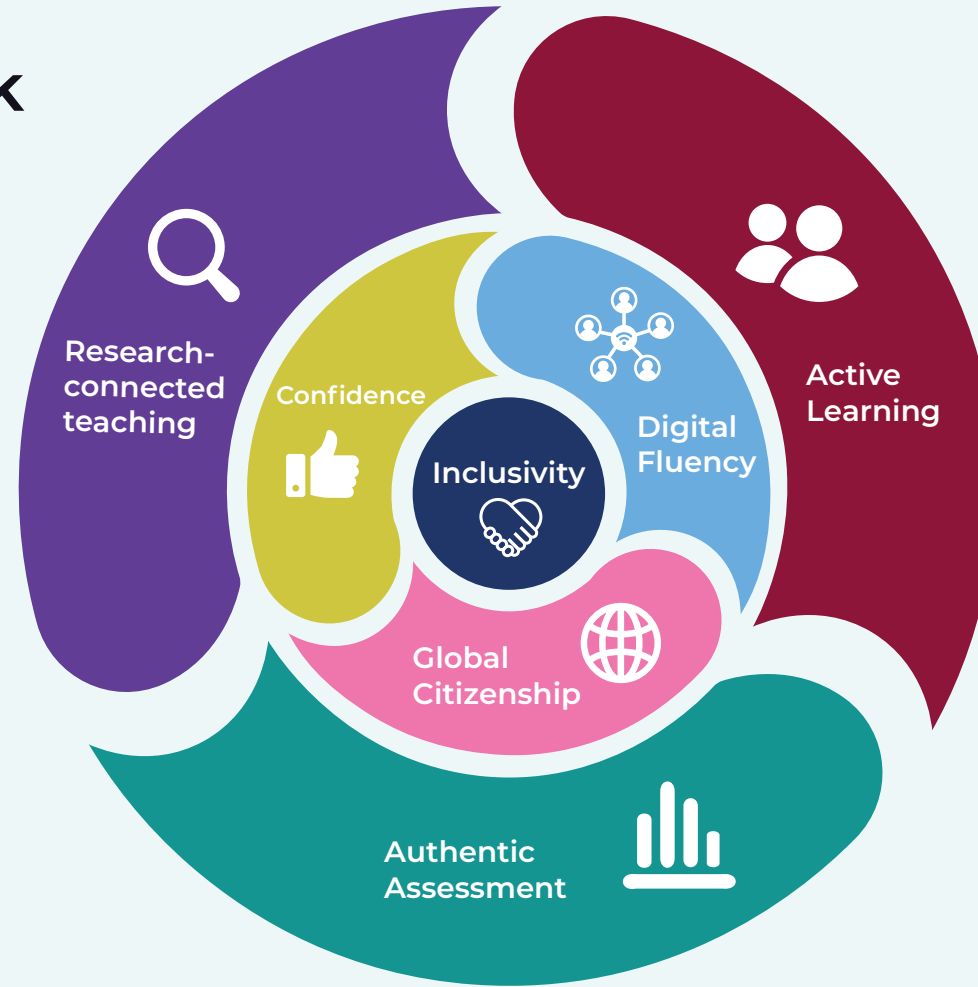 k
Research-
connected
teaching
Confidence
Inclusivity
Digital
Fluency
Active
Learning
Global
Citizenship
Authentic
Assessment